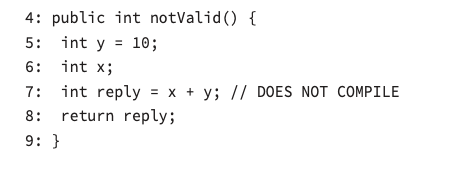 4: public int notValid() {
5:  int y = 10;
6:  int x;
7:  int reply = x + y; // DOES NOT COMPILE
8:  return reply;
9: }